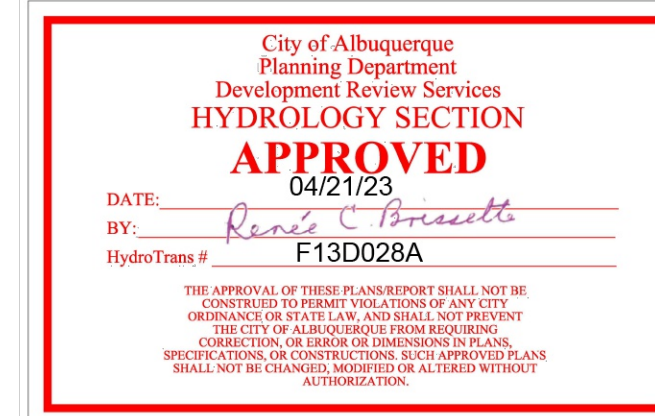 City of Albuquerque
Planning Department
Development Review Services
HYDROLOGY SECTION
APPROVED
DATE: 04/21/23
BY: Renée C. Brissette
HydroTrans # F13D028A
THE APPROVAL OF THESE PLANS/REPORT SHALL NOT BE
CONSTRUED TO PERMIT VIOLATIONS OF ANY CITY
ORDINANCE OR STATE LAW, AND SHALL NOT PREVENT
THE CITY OF ALBUQUERQUE FROM REQUIRING
CORRECTION, OR ERROR OR DIMENSIONS IN PLANS,
SPECIFICATIONS, OR CONSTRUCTIONS. SUCH APPROVED PLANS
SHALL NOT BE CHANGED, MODIFIED OR ALTERED WITHOUT
AUTHORIZATION.